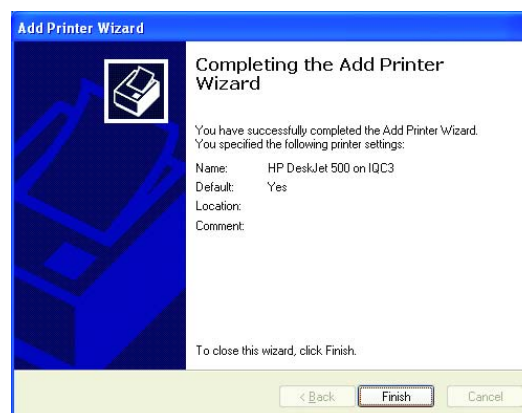 Add Printer Wizard
Completing the Add Printer
Wizard
You have successfully completed the Add Printer Wizard.
You specified the following printer settings:
Name: HP DeskJet 500 on IQC3
Default: Yes
Location:
Comment:
To close this wizard, click Finish.
< Back Finish Cancel